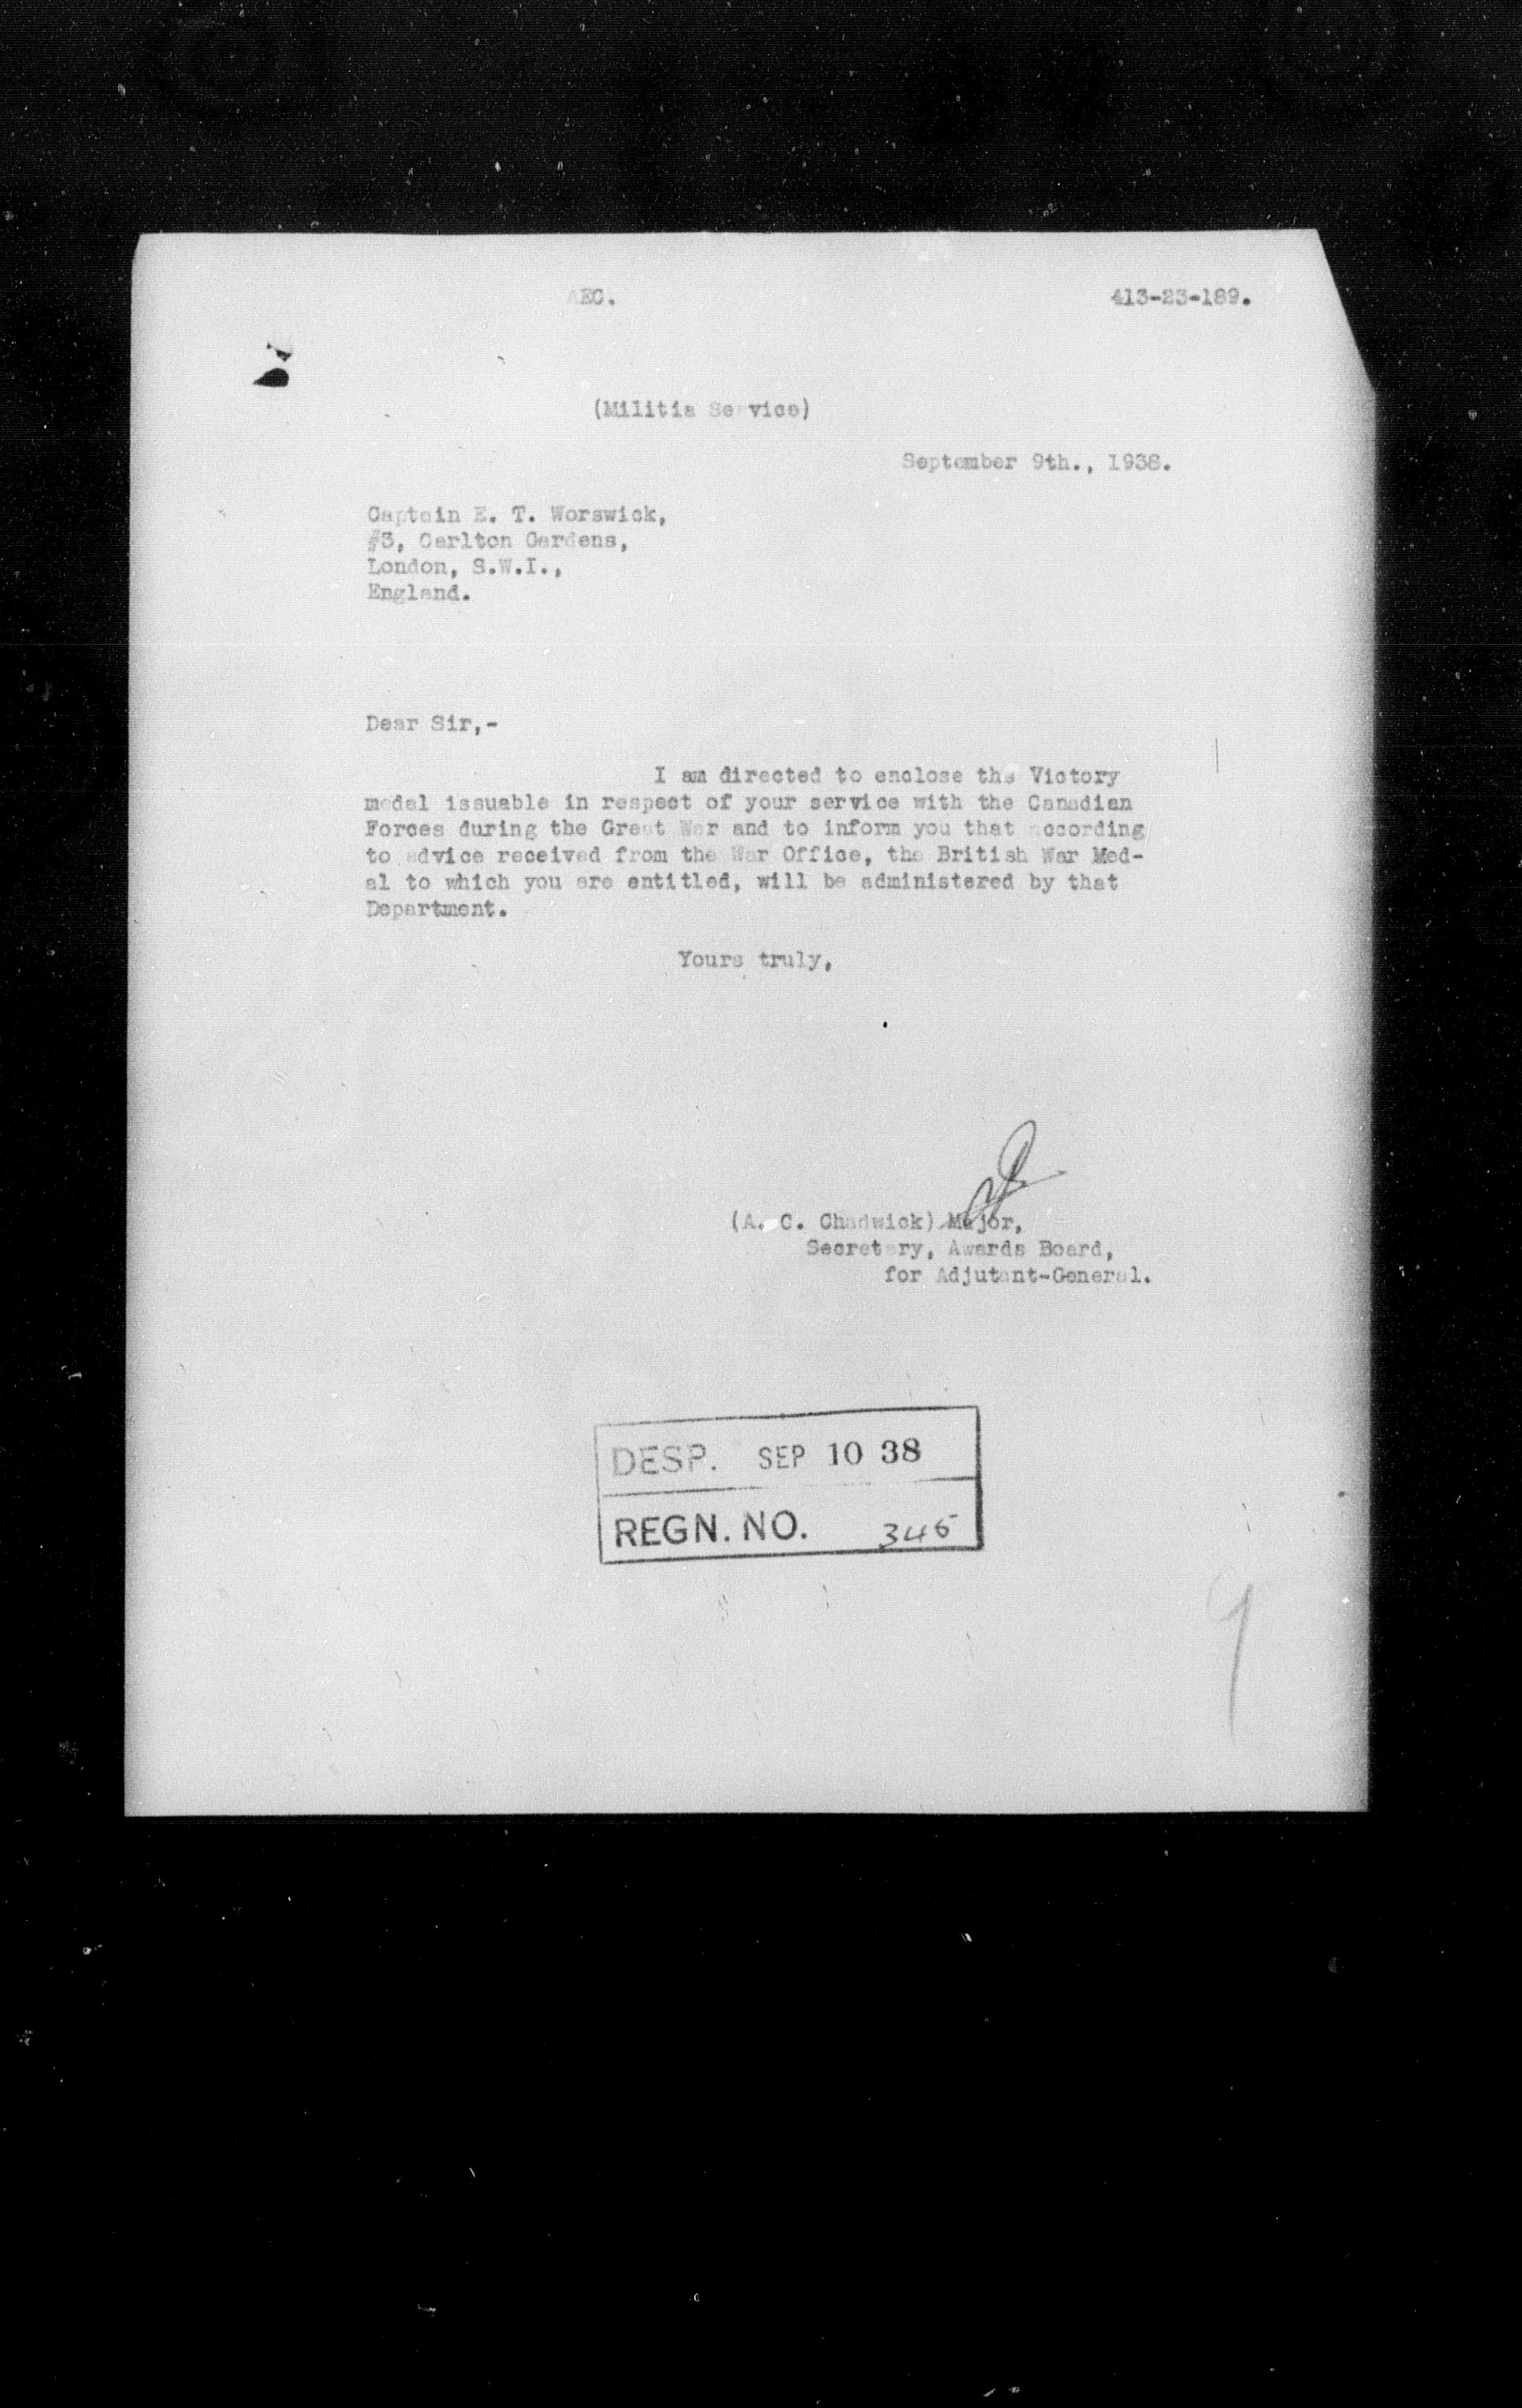 AEC.
413-23-189.
(Militia Service)
September 9th., 1938.
Captain E. T. Worswick,
#3, Carlton Gardens,
London, S.W.I.,
England.
Dear Sir,-
I am directed to enclose the Victory
medal issuable in respect of your service with the Canadian
Forces during the Great War and to inform you that according
to advice received from the War Office, the British War Med-
al to which you are entitled, will be administered by that
Department.
Yours truly,
(A. C. Chadwick) Major,
Secretary, Awards Board,
for Adjutant-General.
DESP. SEP 10 38
REGN. NO. 345
9